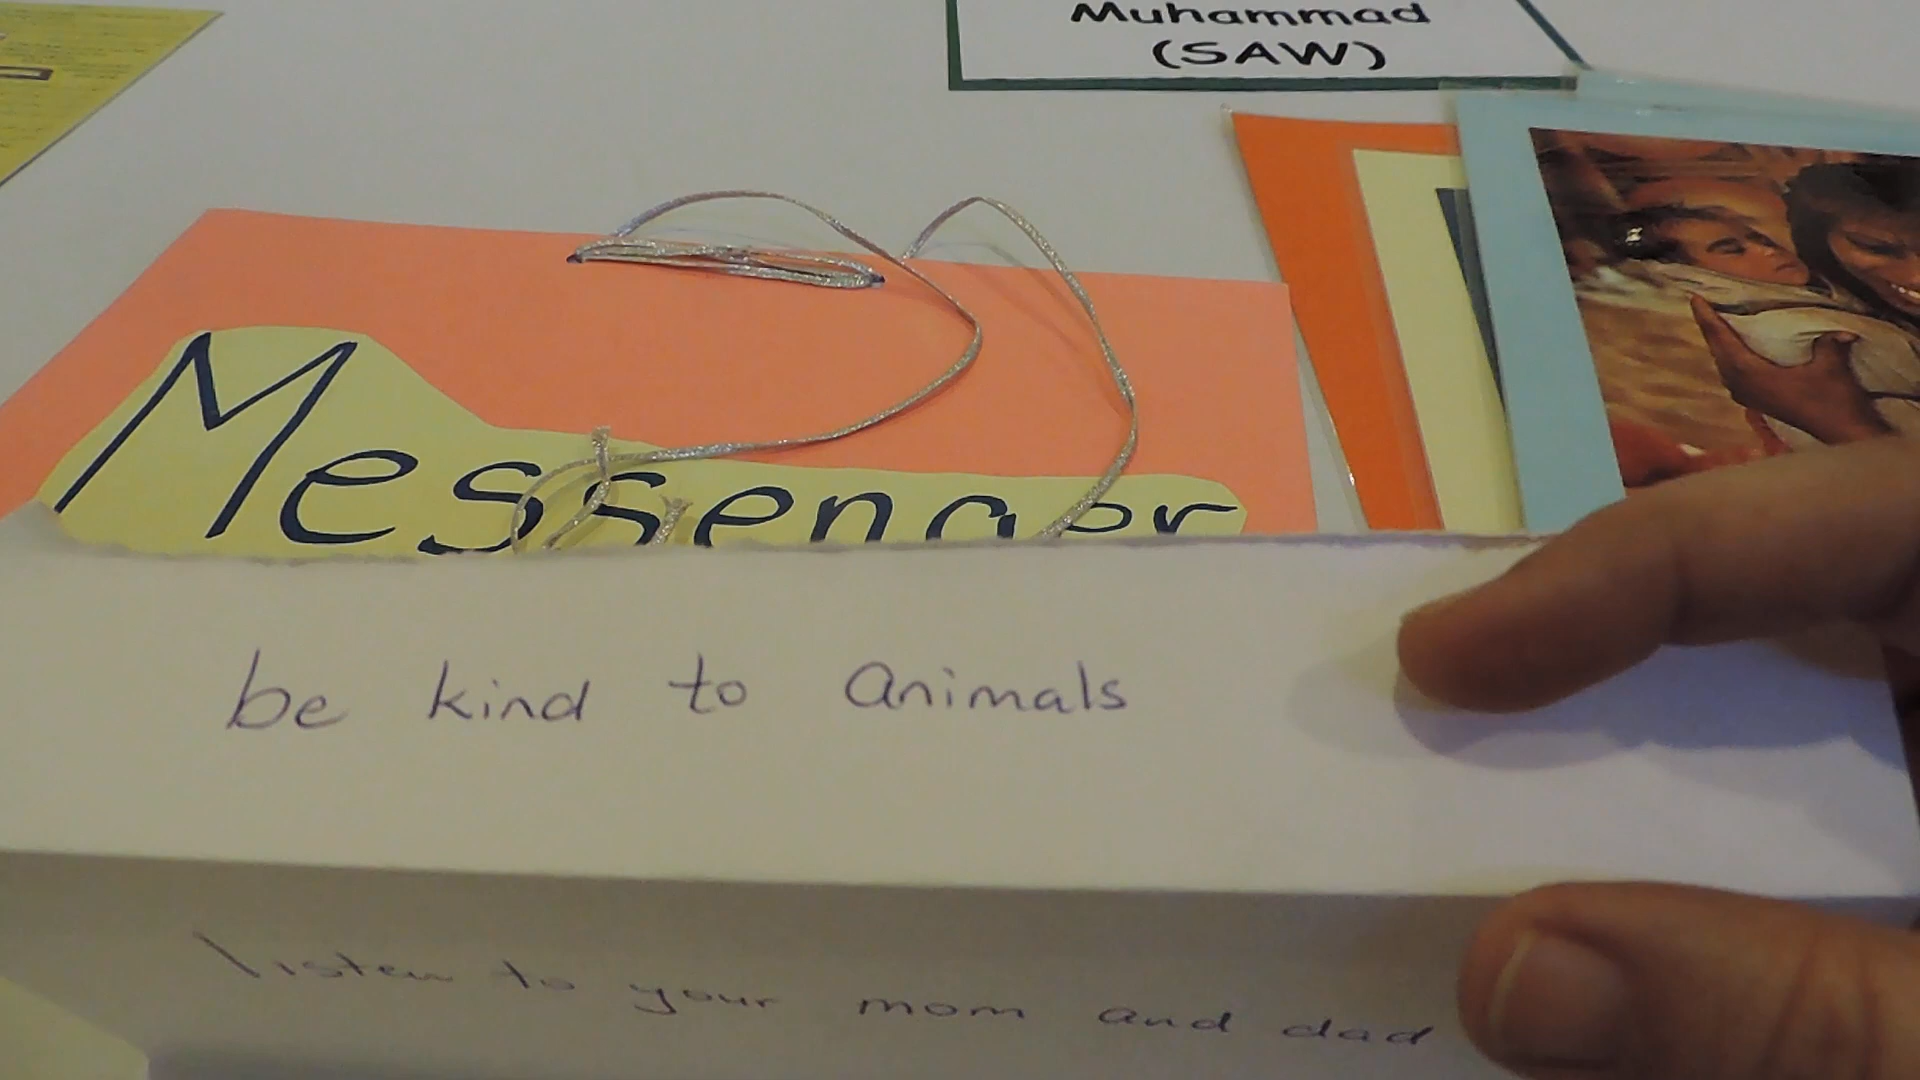 Muhammad
(SAW)
Messenger
be kind to animals
listen to your mom and dad